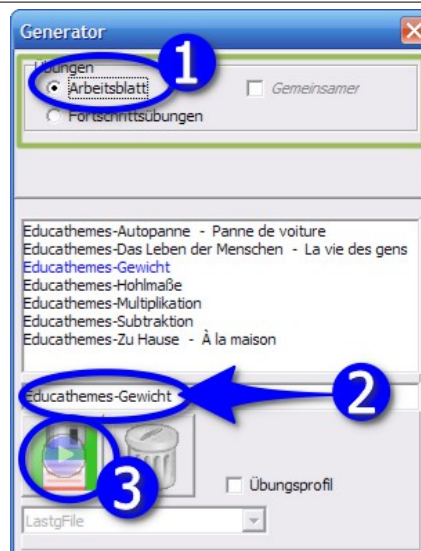 Generator
Übungen
1
Arbeitsblatt
Gemeinsamer
Fortschrittsübungen
Educathemes-Autopanne - Panne de voiture
Educathemes-Das Leben der Menschen - La vie des gens
Educathemes-Gewicht
Educathemes-Hohlmaße
Educathemes-Multiplikation
Educathemes-Subtraktion
Educathemes-Zu Hause - À la maison
Educathemes-Gewicht
2
3
Übungsprofil
LastgFile